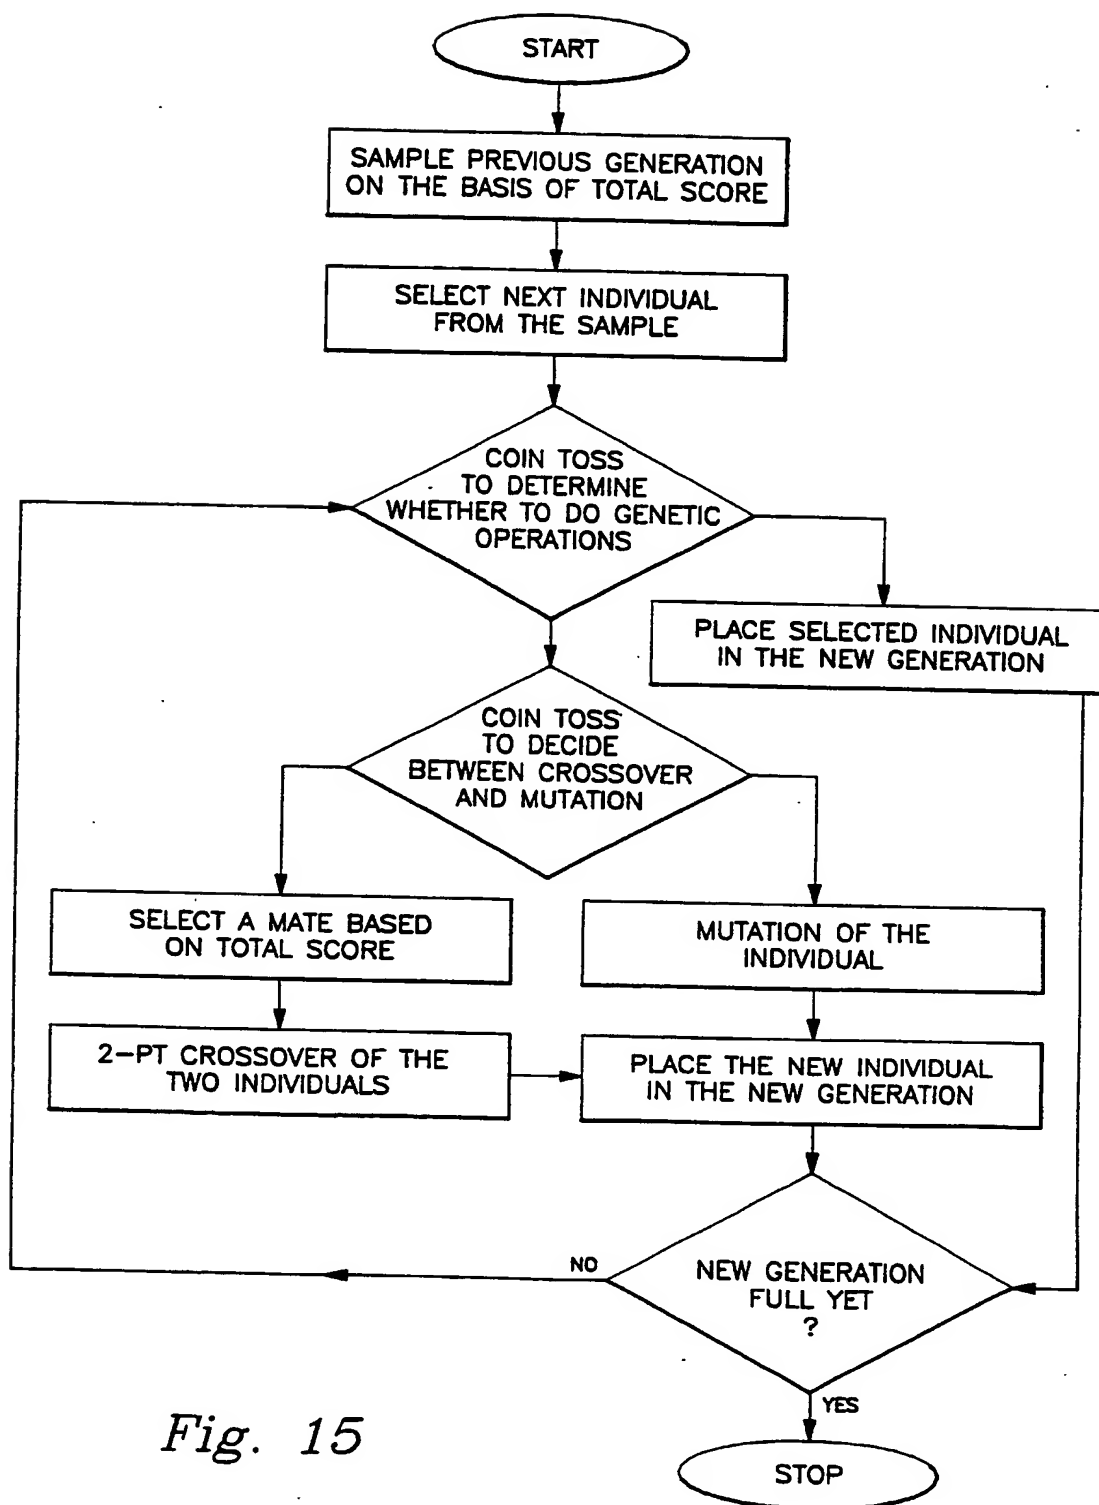 START
SAMPLE PREVIOUS GENERATION
ON THE BASIS OF TOTAL SCORE
SELECT NEXT INDIVIDUAL
FROM THE SAMPLE
COIN TOSS
TO DETERMINE
WHETHER TO DO GENETIC
OPERATIONS
PLACE SELECTED INDIVIDUAL
IN THE NEW GENERATION
COIN TOSS
TO DECIDE
BETWEEN CROSSOVER
AND MUTATION
SELECT A MATE BASED
ON TOTAL SCORE
MUTATION OF THE
INDIVIDUAL
2-PT CROSSOVER OF THE
TWO INDIVIDUALS
PLACE THE NEW INDIVIDUAL
IN THE NEW GENERATION
NO
NEW GENERATION
FULL YET
?
YES
STOP
Fig. 15